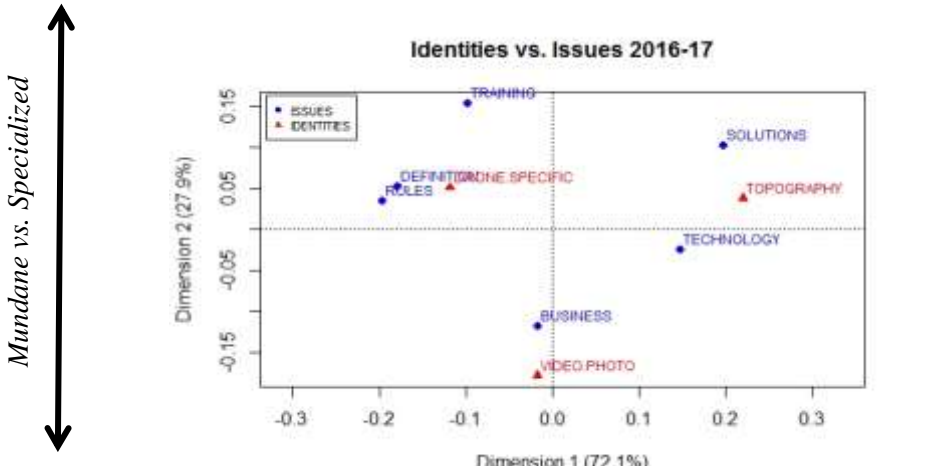 Identities vs. Issues 2016-17
Mundane vs. Specialized
Dimension 2 (27.9%)
0.15
0.05
-0.05
-0.15
ISSUES
IDENTITIES
TRAINING
SOLUTIONS
DEFINITION
DRONE.SPECIFIC
RULES
TOPOGRAPHY
TECHNOLOGY
BUSINESS
VIDEO.PHOTO
-0.3 -0.2 -0.1 0.0 0.1 0.2 0.3
Dimension 1 (72.1%)